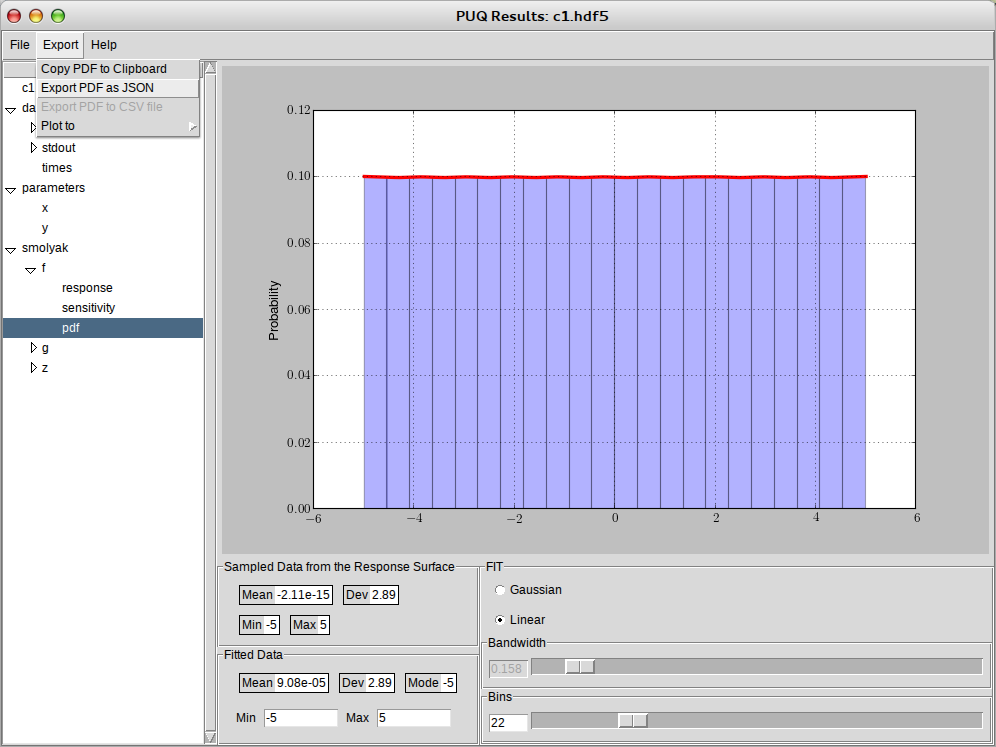 PUQ Results: c1.hdf5
File Export Help
Copy PDF to Clipboard
Export PDF as JSON
Export PDF to CSV file
Plot to
c1
da
stdout
times
parameters
x
y
smolyak
f
response
sensitivity
pdf
g
z
0.12
0.10
0.08
0.06
0.04
0.02
0.00
Probability
−6 −4 −2 0 2 4 6
Sampled Data from the Response Surface
Mean -2.11e-15 Dev 2.89
Min -5 Max 5
Fitted Data
Mean 9.08e-05 Dev 2.89 Mode -5
Min -5 Max 5
FIT
Gaussian
Linear
Bandwidth
0.158
Bins
22